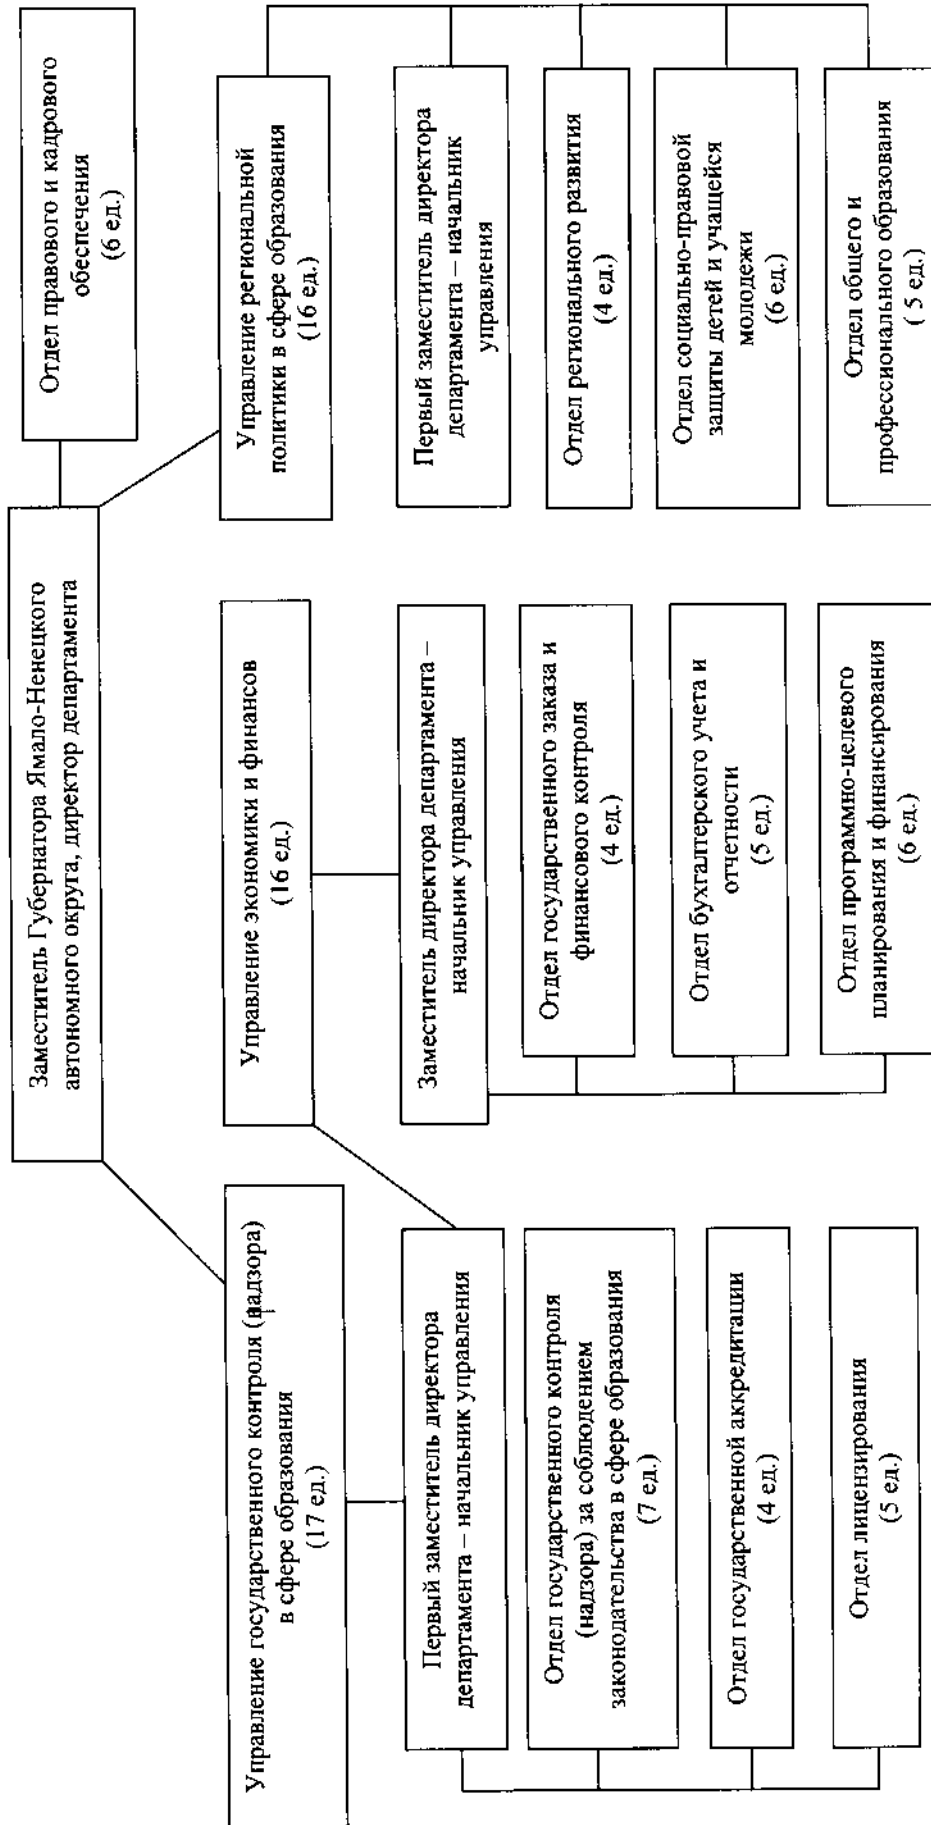 Заместитель Губернатора Ямало-Ненецкого
автономного округа, директор департамента
Отдел правового и кадрового
обеспечения
(6 ед.)
Управление государственного контроля (надзора)
в сфере образования
(17 ед.)
Управление экономики и финансов
(16 ед.)
Управление региональной
политики в сфере образования
(16 ед.)
Первый заместитель директора
департамента – начальник управления
Отдел государственного контроля
(надзора) за соблюдением
законодательства в сфере образования
(7 ед.)
Отдел государственной аккредитации
(4 ед.)
Отдел лицензирования
(5 ед.)
Заместитель директора департамента –
начальник управления
Отдел государственного заказа и
финансового контроля
(4 ед.)
Отдел бухгалтерского учета и
отчетности
(5 ед.)
Отдел программно-целевого
планирования и финансирования
(6 ед.)
Первый заместитель директора
департамента – начальник
управления
Отдел регионального развития
(4 ед.)
Отдел социально-правовой
защиты детей и учащейся
молодежи
(6 ед.)
Отдел общего и
профессионального образования
( 5 ед.)